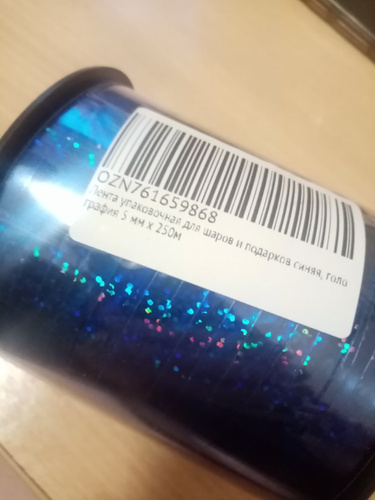 OZN761659868
Лента упаковочная для шаров и подарков синяя, голо
графия 5 мм х 250м